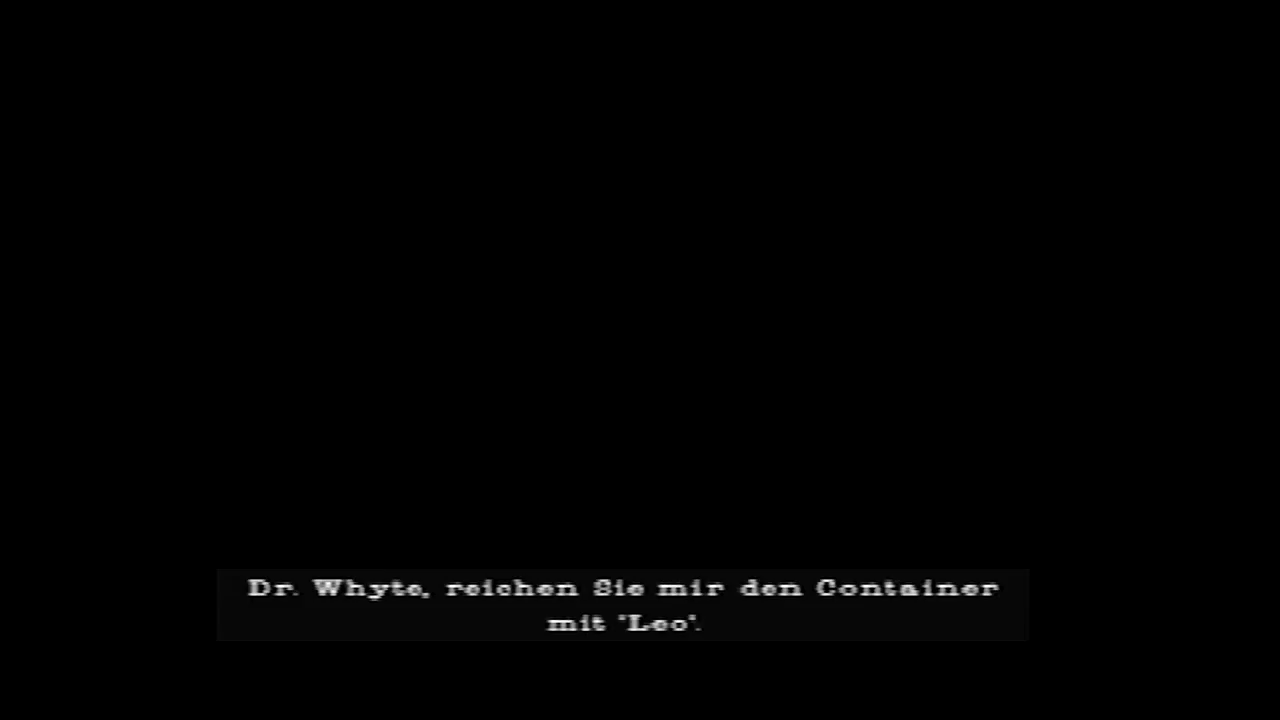 Dr. Whyte, reichen Sie mir den Container
mit "Leo".